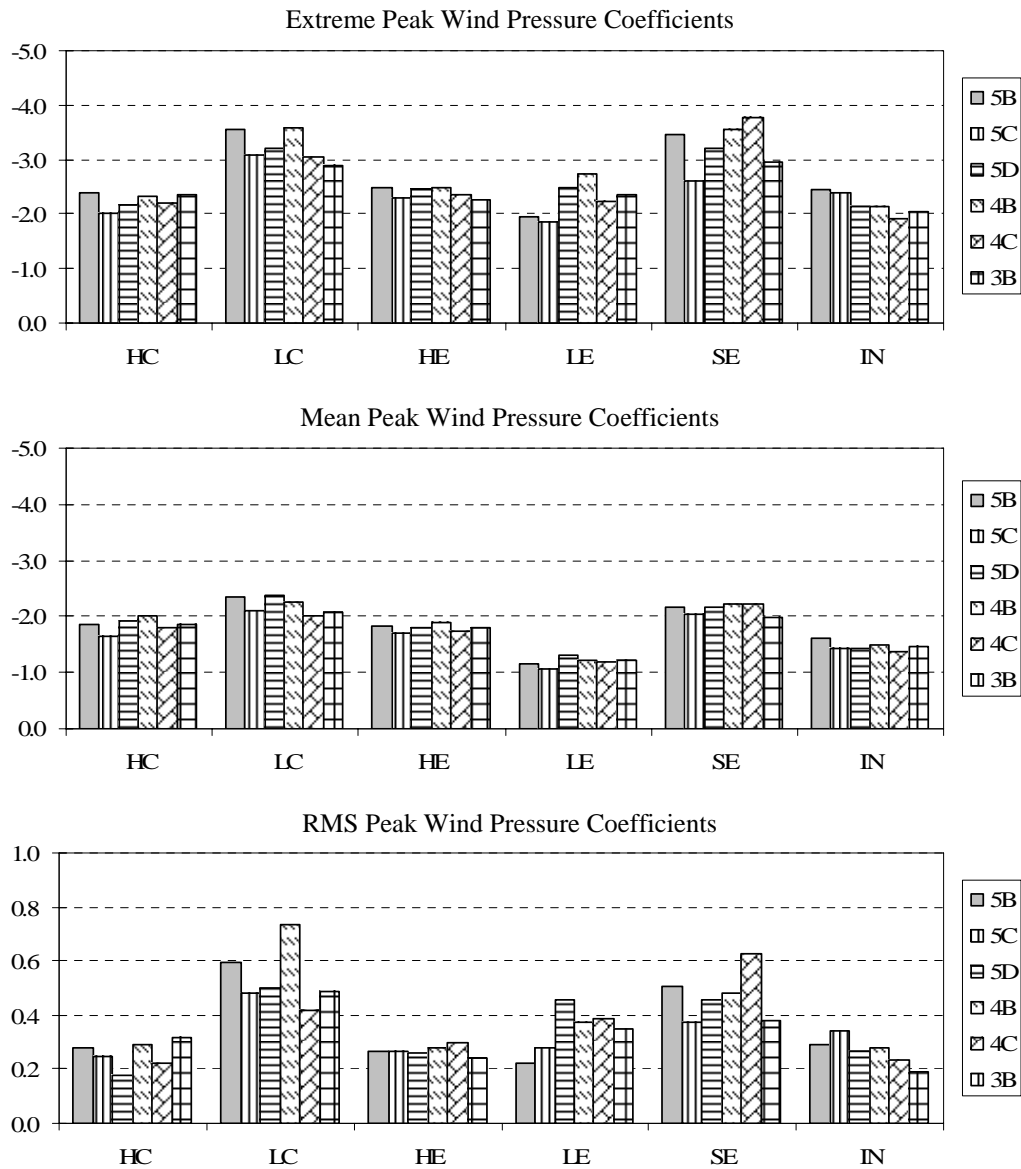 Extreme Peak Wind Pressure Coefficients
-5.0
-4.0
-3.0
-2.0
-1.0
0.0
HC LC HE LE SE IN
5B
5C
5D
4B
4C
3B
Mean Peak Wind Pressure Coefficients
-5.0
-4.0
-3.0
-2.0
-1.0
0.0
HC LC HE LE SE IN
5B
5C
5D
4B
4C
3B
RMS Peak Wind Pressure Coefficients
1.0
0.8
0.6
0.4
0.2
0.0
HC LC HE LE SE IN
5B
5C
5D
4B
4C
3B